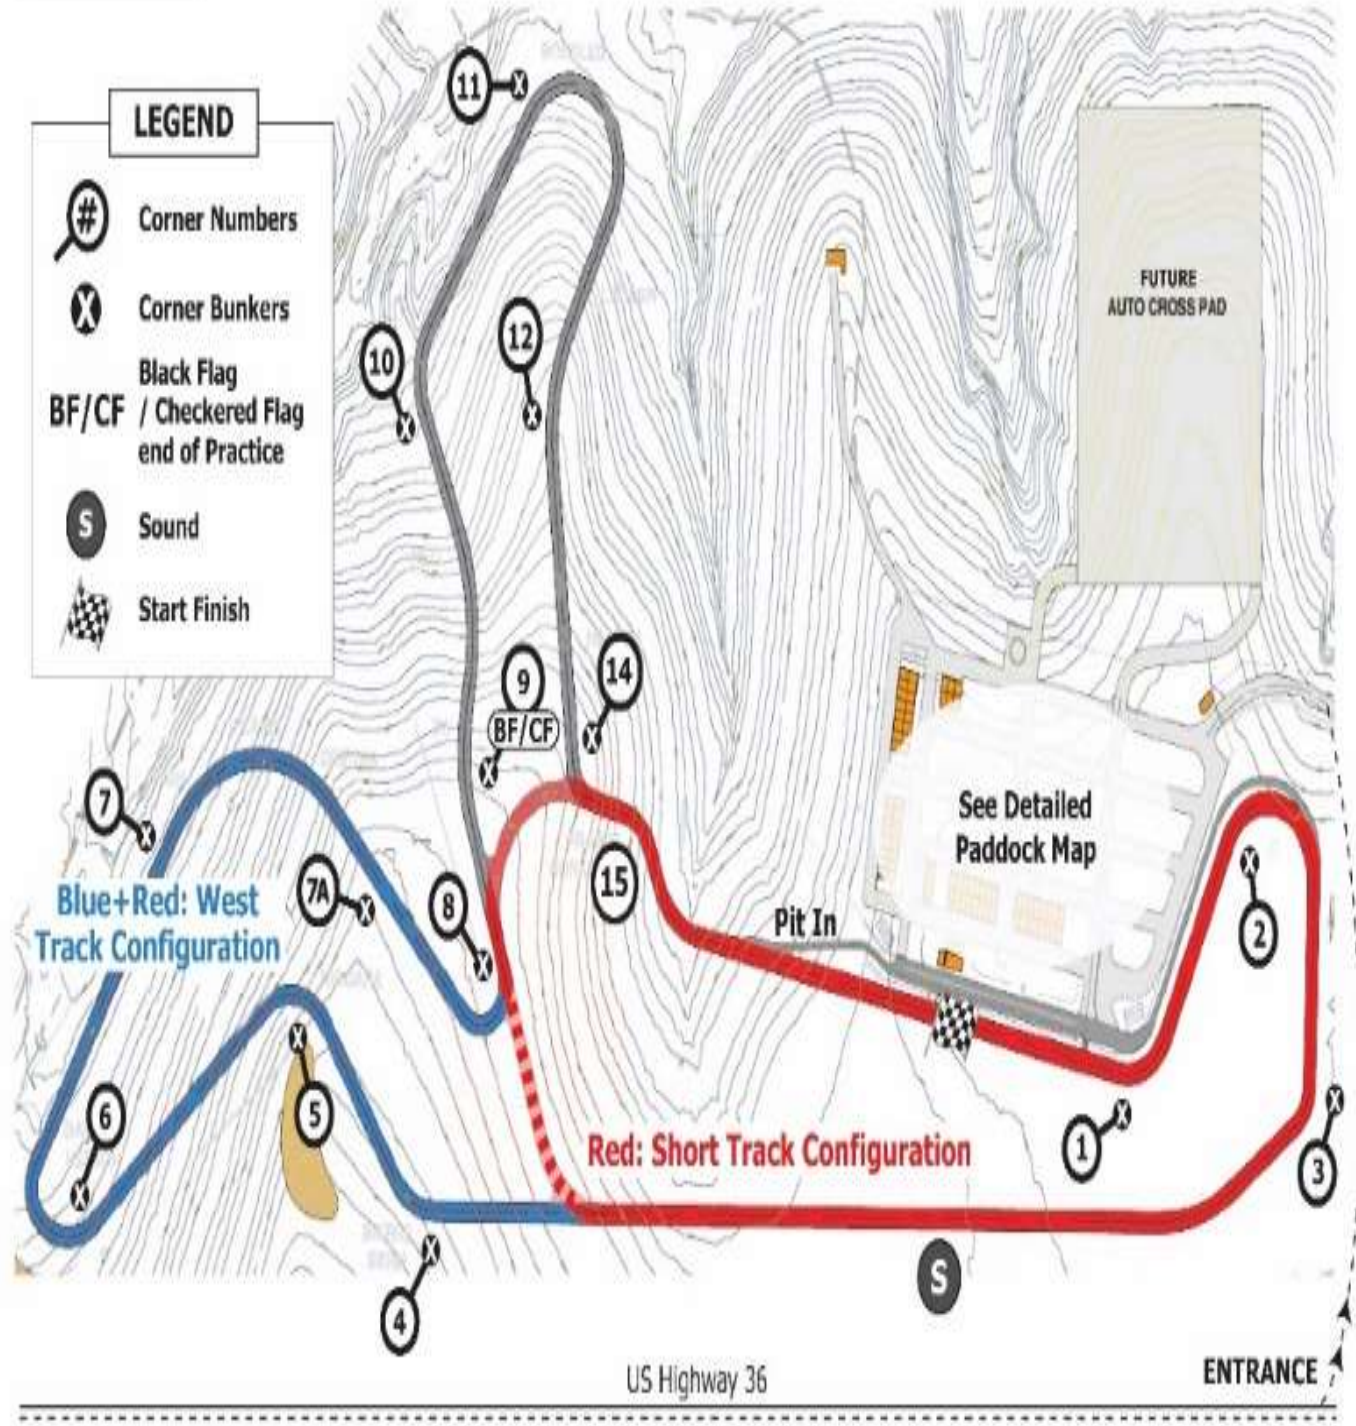 LEGEND
#
Corner Numbers
X
Corner Bunkers
BF/CF
Black Flag
/ Checkered Flag
end of Practice
S
Sound
Start Finish
11
X
10
X
12
X
9
BF/CF
X
14
X
FUTURE
AUTO CROSS PAD
7
X
7A
X
8
X
15
Blue+Red: West
Track Configuration
See Detailed
Paddock Map
Pit In
X
2
6
X
X
5
1
X
X
3
Red: Short Track Configuration
4
X
S
US Highway 36
ENTRANCE